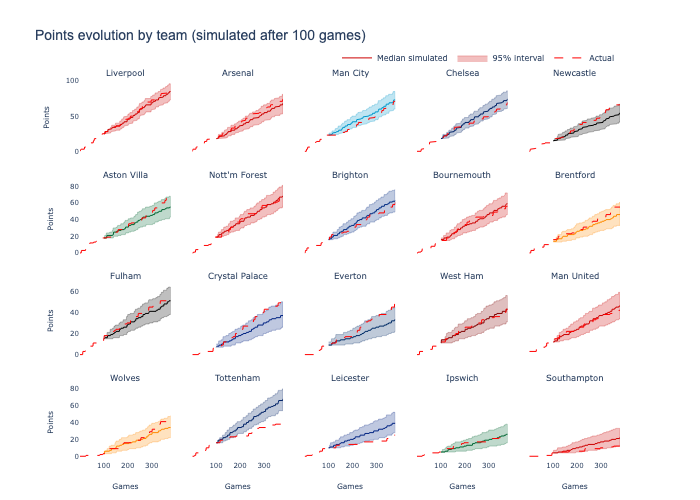 Points evolution by team (simulated after 100 games)
Median simulated 95% interval Actual
Liverpool Arsenal Man City Chelsea Newcastle
100
50
0
Points
Aston Villa Nott'm Forest Brighton Bournemouth Brentford
80
60
40
20
0
Points
Fulham Crystal Palace Everton West Ham Man United
60
40
20
0
Points
Wolves Tottenham Leicester Ipswich Southampton
80
60
40
20
0
Points
100 200 300 100 200 300 100 200 300 100 200 300 100 200 300
Games Games Games Games Games